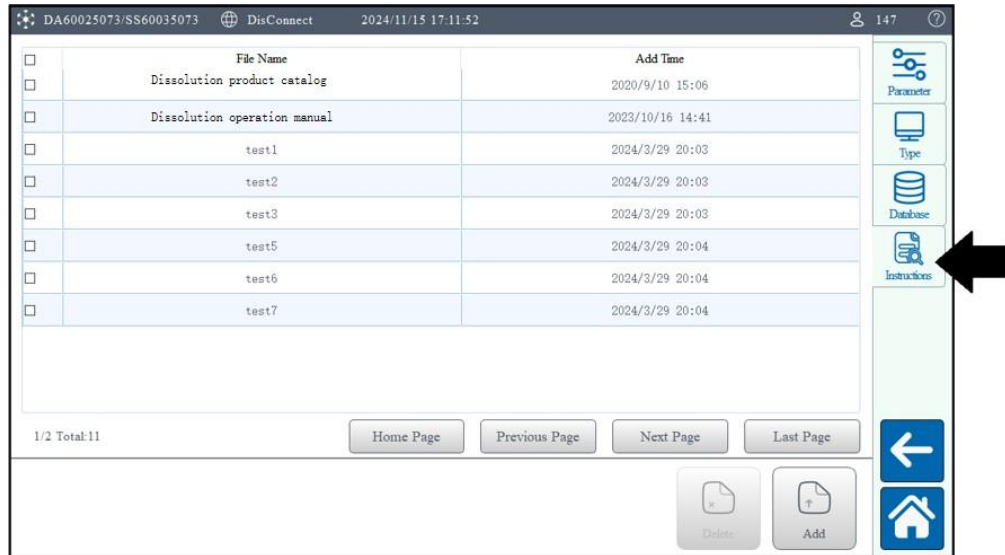 DA60025073/SS60035073 DisConnect 2024/11/15 17:11:52 147
File Name Add Time
Dissolution product catalog 2020/9/10 15:06
Dissolution operation manual 2023/10/16 14:41
test1 2024/3/29 20:03
test2 2024/3/29 20:03
test3 2024/3/29 20:03
test5 2024/3/29 20:04
test6 2024/3/29 20:04
test7 2024/3/29 20:04
1/2 Total:11 Home Page Previous Page Next Page Last Page
Delete Add
Parameter
Type
Database
Instructions